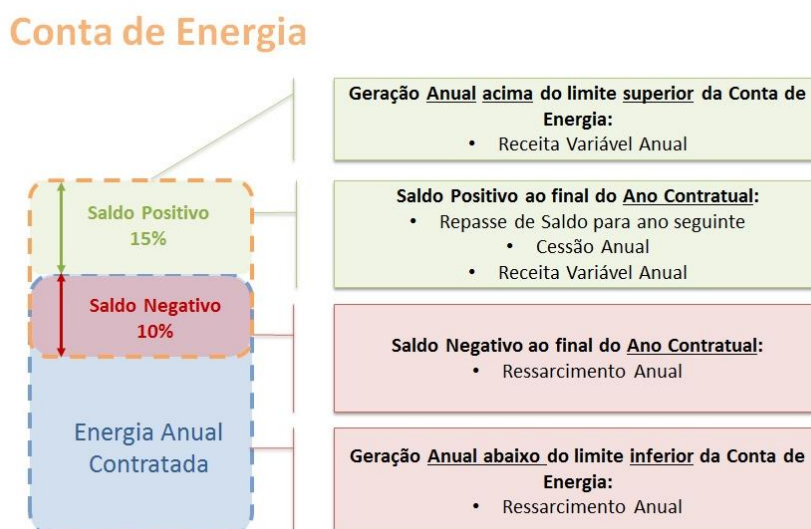 Conta de Energia
Geração Anual acima do limite superior da Conta de
Energia:
• Receita Variável Anual
Saldo Positivo
15%
Saldo Positivo ao final do Ano Contratual:
• Repasse de Saldo para ano seguinte
• Cessão Anual
• Receita Variável Anual
Saldo Negativo
10%
Saldo Negativo ao final do Ano Contratual:
• Ressarcimento Anual
Energia Anual
Contratada
Geração Anual abaixo do limite inferior da Conta de
Energia:
• Ressarcimento Anual